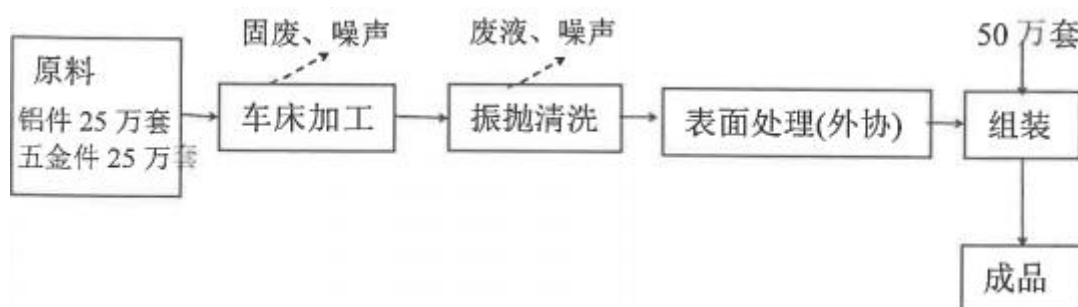 固废、噪声
废液、噪声
50 万套
原料
铝件 25 万套
五金件 25 万套
车床加工
振抛清洗
表面处理(外协)
组装
成品